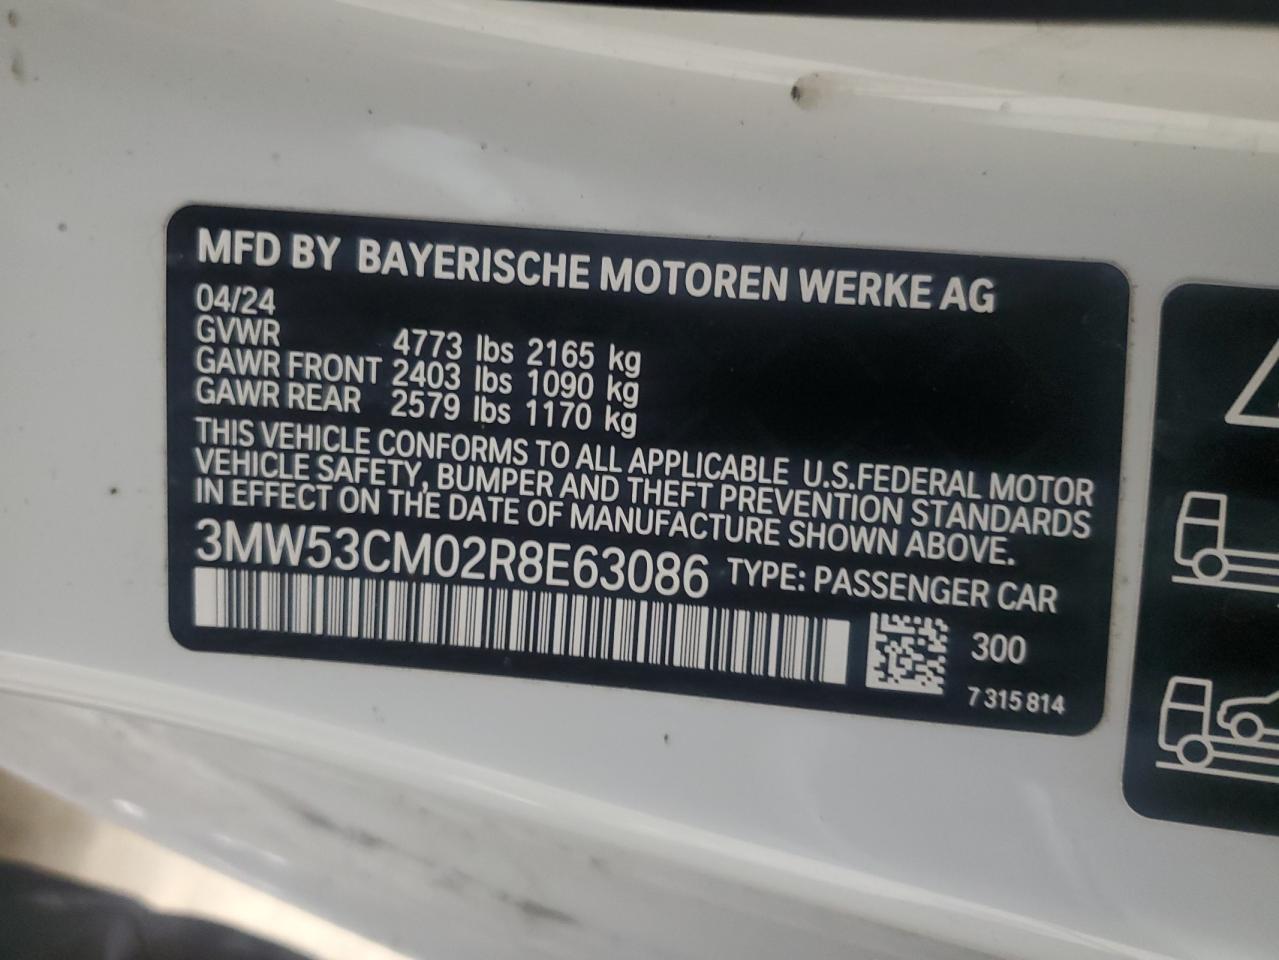 MFD BY BAYERISCHE MOTOREN WERKE AG
04/24
GVWR 4773 lbs 2165 kg
GAWR FRONT 2403 lbs 1090 kg
GAWR REAR 2579 lbs 1170 kg
THIS VEHICLE CONFORMS TO ALL APPLICABLE U.S.FEDERAL MOTOR
VEHICLE SAFETY, BUMPER AND THEFT PREVENTION STANDARDS
IN EFFECT ON THE DATE OF MANUFACTURE SHOWN ABOVE.
3MW53CM02R8E63086 TYPE: PASSENGER CAR
300
7 315 814